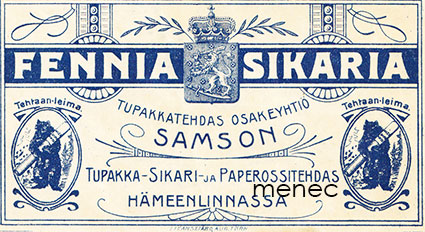 FENNIA SIKARIA
Tehtaan-leima.
Tehtaan-leima.
TUPAKKATEHDAS OSAKEYHTIÖ
SAMSON
TUPAKKA-SIKARI-JA PAPEROSSITEHDAS
menec
HÄMEENLINNASSA